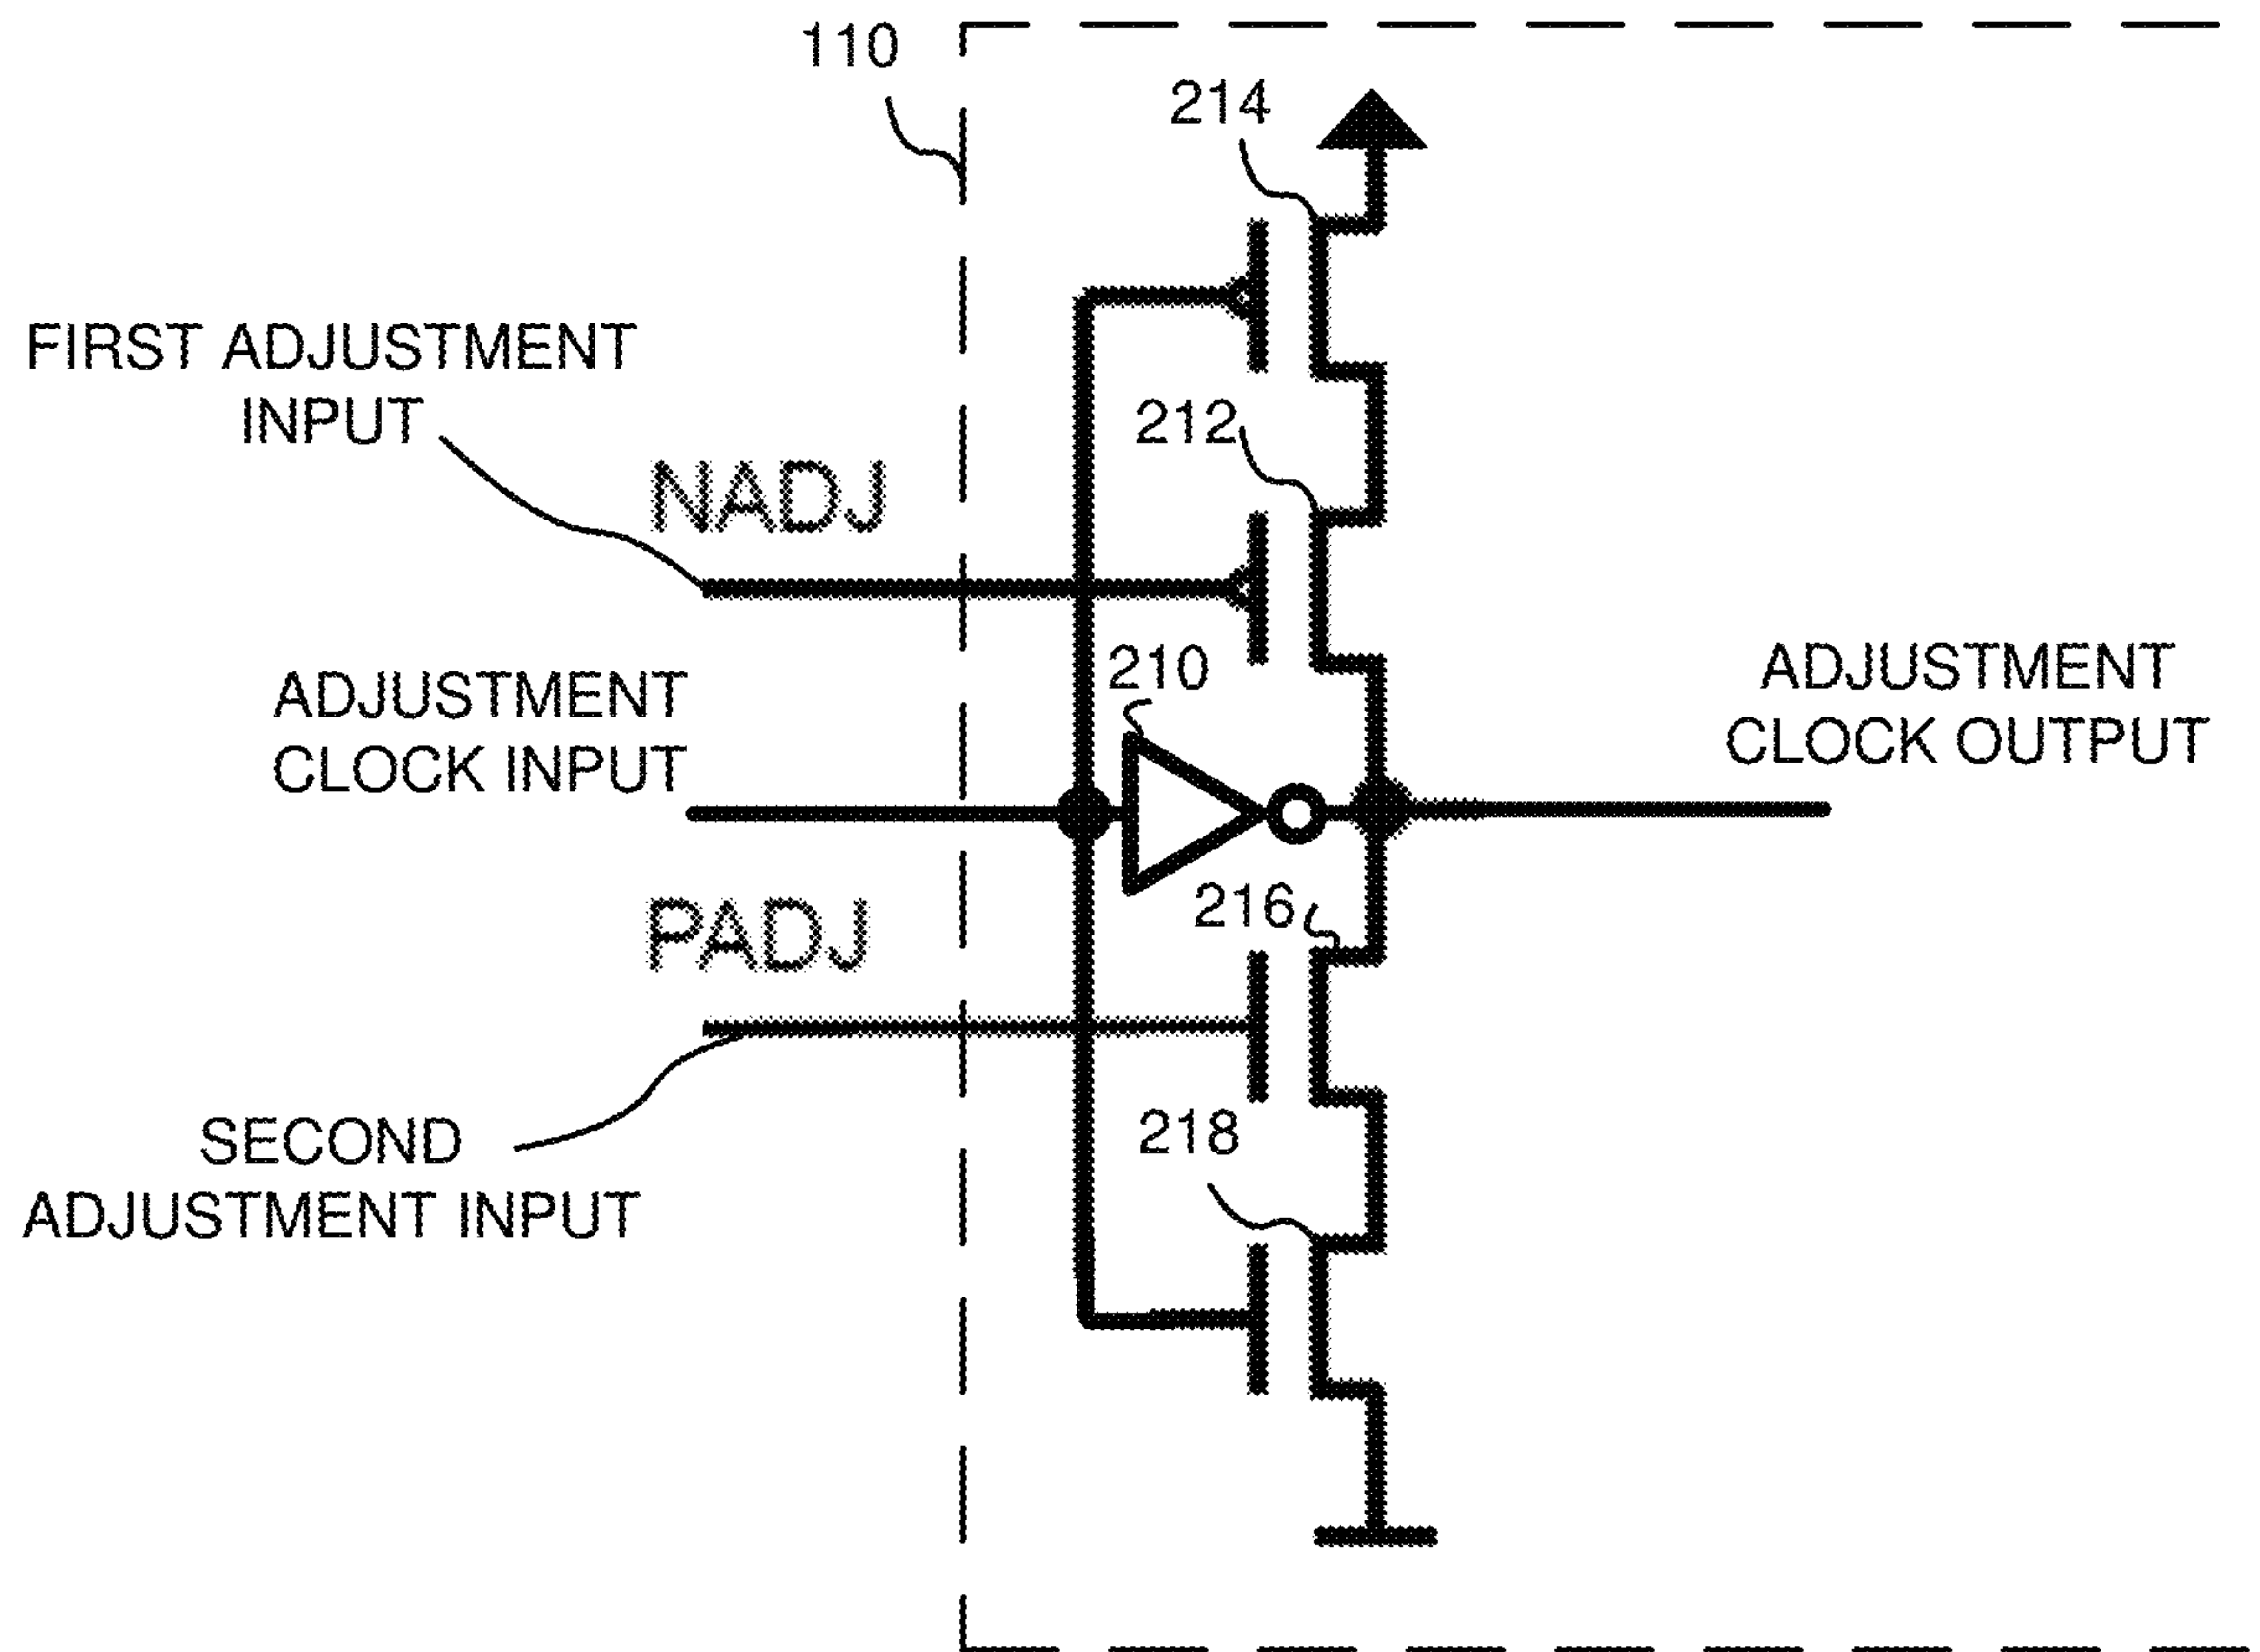 110
214
FIRST ADJUSTMENT
INPUT
212
NADJ
210
ADJUSTMENT
CLOCK INPUT
ADJUSTMENT
CLOCK OUTPUT
216
PADJ
218
SECOND
ADJUSTMENT INPUT